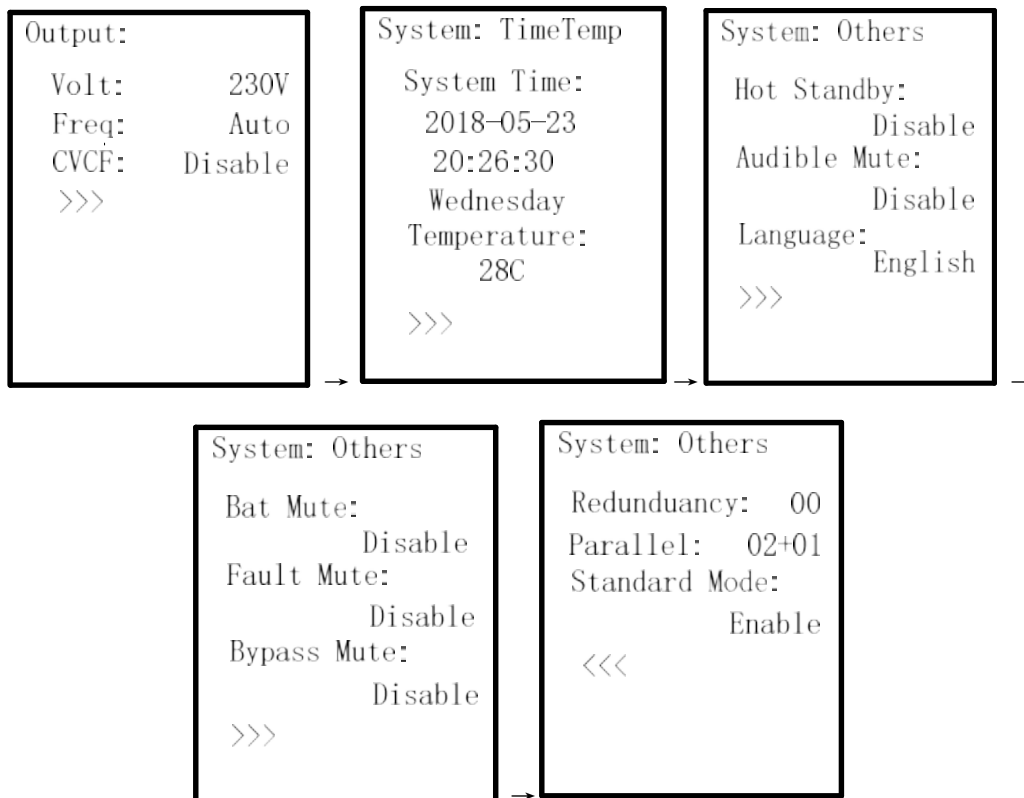 Output:
Volt: 230V
Freq: Auto
CVCF: Disable
>>>
System: TimeTemp
System Time:
2018-05-23
20:26:30
Wednesday
Temperature:
28C
>>>
System: Others
Hot Standby:
Disable
Audible Mute:
Disable
Language:
English
>>>
System: Others
Bat Mute:
Disable
Fault Mute:
Disable
Bypass Mute:
Disable
>>>
System: Others
Redunduancy: 00
Parallel: 02+01
Standard Mode:
Enable
<<<